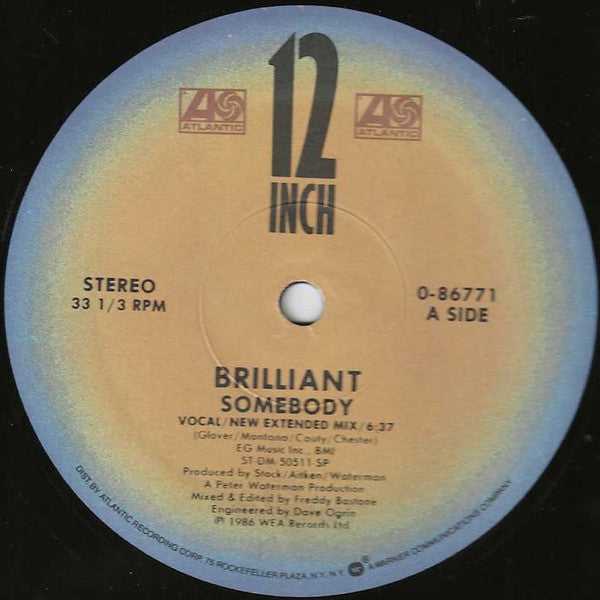 12
INCH
ATLANTIC
ATLANTIC
STEREO
33 1/3 RPM
0-86771
A SIDE
BRILLIANT
SOMEBODY
VOCAL/NEW EXTENDED MIX/6:37
(Glover/Montana/Cauty/Chester)
EG Music Inc., BMI
ST-DM-50511-SP
Produced by Stock/Aitken/Waterman
A Peter Waterman Production
Mixed & Edited by Freddy Bastone
Engineered by Dave Ogrin
℗ 1986 WEA Records Ltd.
DIST BY ATLANTIC RECORDING CORP, 75 ROCKEFELLER PLAZA, N.Y., N.Y. A WARNER COMMUNICATIONS COMPANY